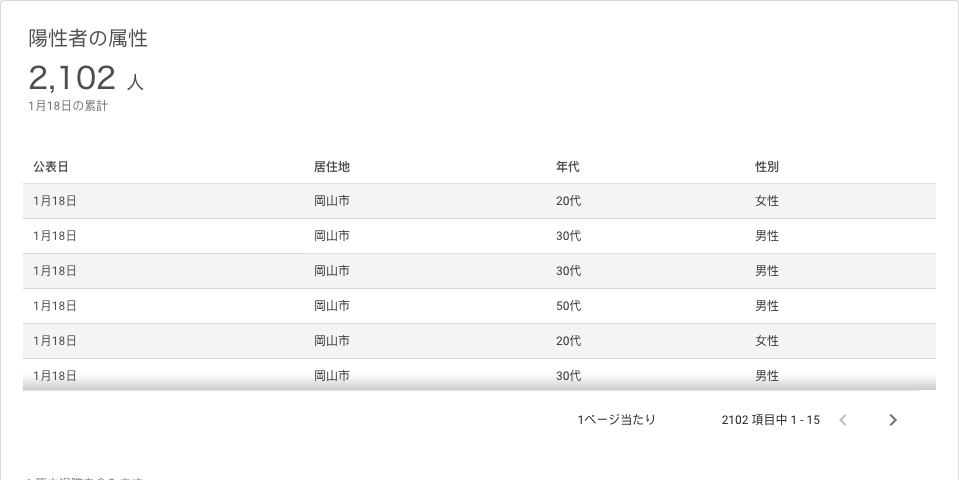 陽性者の属性
2,102 人
1月18日の累計
公表日 居住地 年代 性別
1月18日 岡山市 20代 女性
1月18日 岡山市 30代 男性
1月18日 岡山市 30代 男性
1月18日 岡山市 50代 男性
1月18日 岡山市 20代 女性
1月18日 岡山市 30代 男性
1ページ当たり 2102 項目中 1 - 15